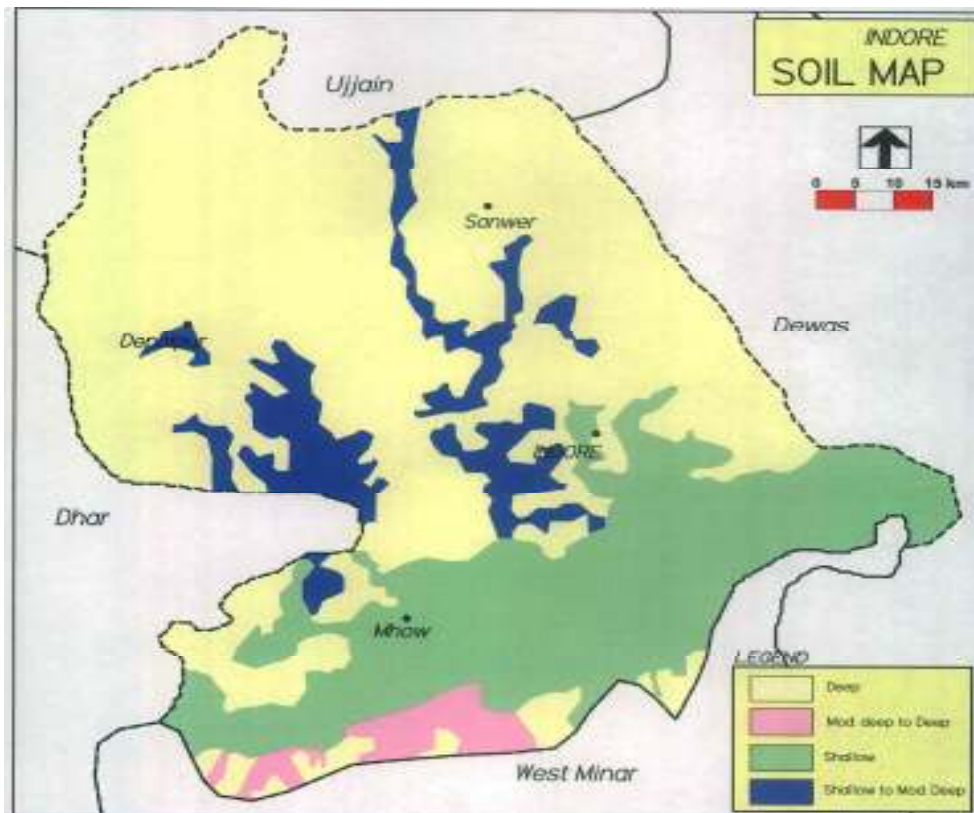 INDORE
SOIL MAP
Ujjain
0 5 10 15 km
Sanwer
Dewas
INDORE
Dhar
Mhow
LEGEND
Deep
Mod. deep to Deep
Shallow
Shallow to Mod. Deep
West Minar